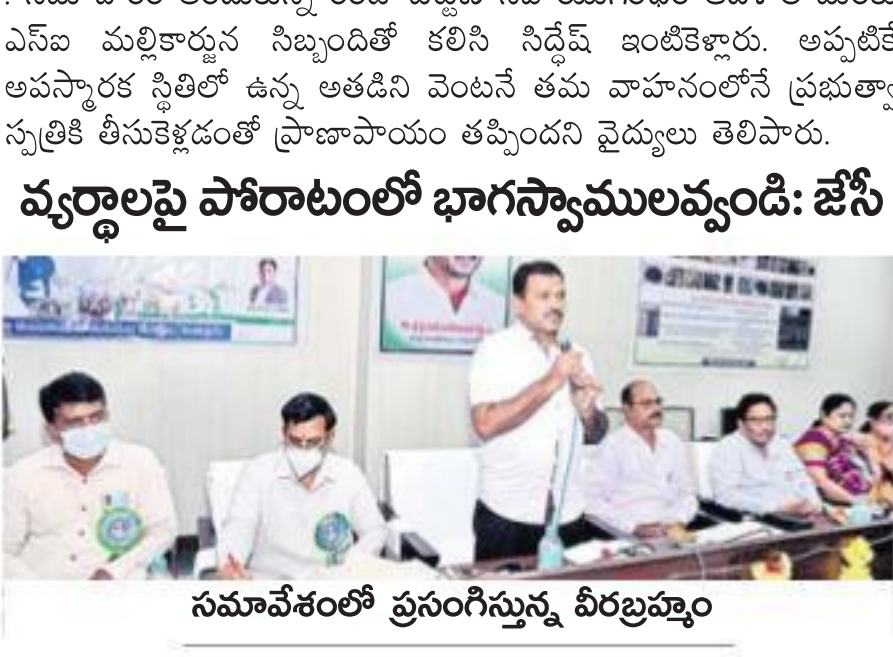 ఎస్ఐ మల్లికార్జున సిబ్బందితో కలిసి సిద్ధేష్ ఇంటికెళ్లారు. అప్పటికే
అపస్మారక స్థితిలో ఉన్న అతడిని వెంటనే తమ వాహనంలోనే ప్రభుత్వా
స్పత్రికి తీసుకెళ్లడంతో ప్రాణాపాయం తప్పిందని వైద్యులు తెలిపారు.
వ్యర్థాలపై పోరాటంలో భాగస్వాములవ్వండి: జేసీ
సమావేశంలో ప్రసంగిస్తున్న వీరబ్రహ్మం